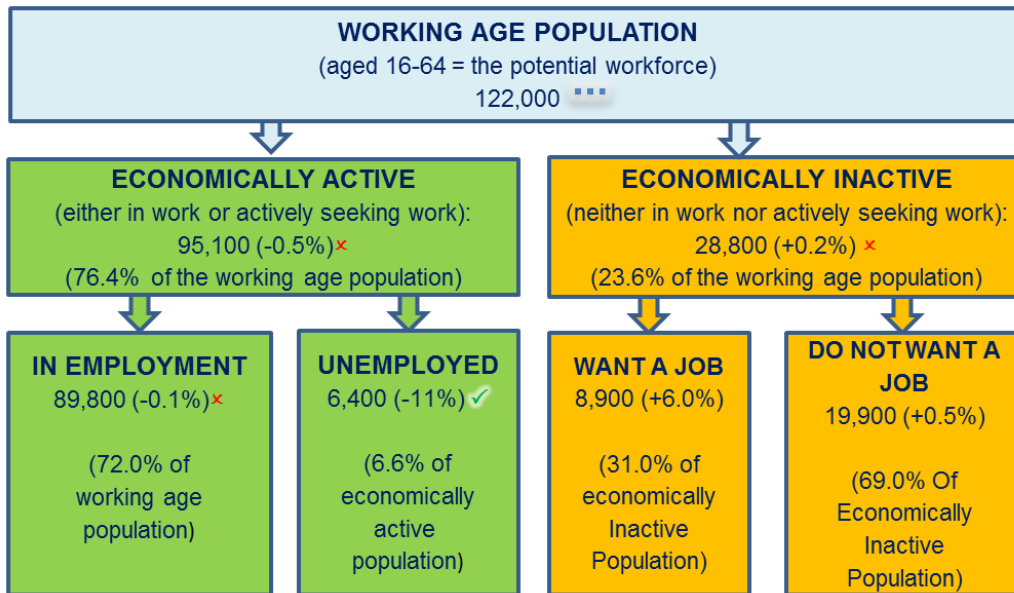 WORKING AGE POPULATION
(aged 16-64 = the potential workforce)
122,000
ECONOMICALLY ACTIVE
(either in work or actively seeking work):
95,100 (-0.5%)
(76.4% of the working age population)
ECONOMICALLY INACTIVE
(neither in work nor actively seeking work):
28,800 (+0.2%)
(23.6% of the working age population)
IN EMPLOYMENT
89,800 (-0.1%)
(72.0% of
working age
population)
UNEMPLOYED
6,400 (-11%)
(6.6% of
economically
active
population)
WANT A JOB
8,900 (+6.0%)
(31.0% of
economically
Inactive
Population)
DO NOT WANT A
JOB
19,900 (+0.5%)
(69.0% Of
Economically
Inactive
Population)